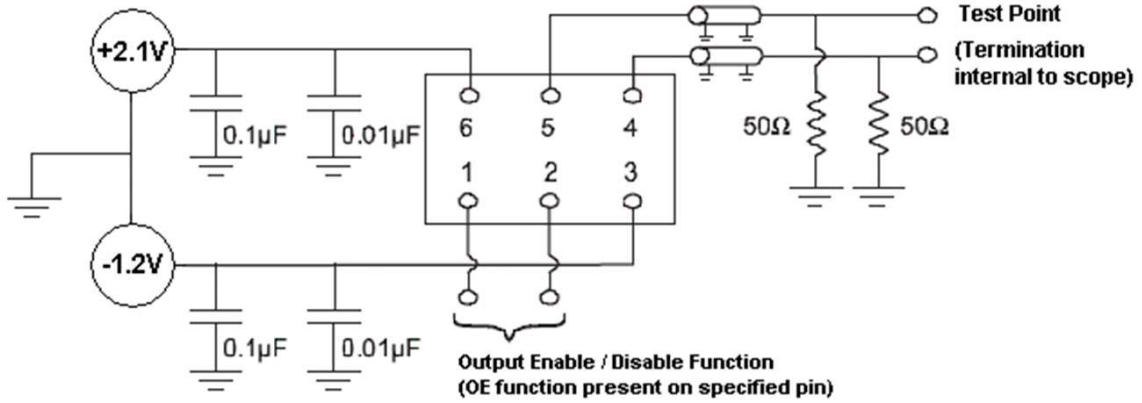 +2.1V
0.1µF
0.01µF
6
5
4
1
2
3
Test Point
(Termination
internal to scope)
50Ω
50Ω
-1.2V
0.1µF
0.01µF
Output Enable / Disable Function
(OE function present on specified pin)